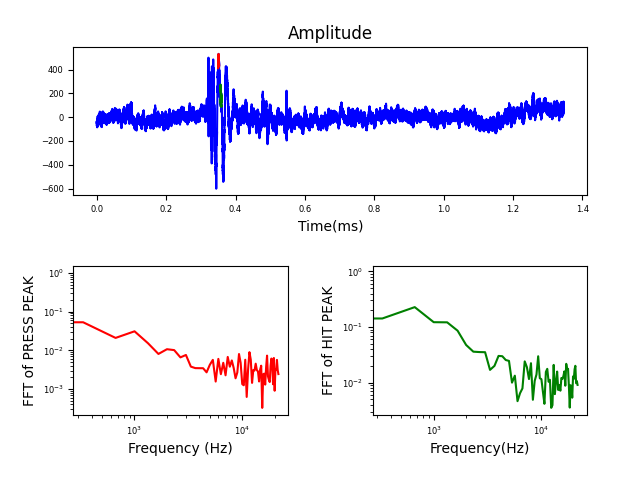 Amplitude
400
200
0
−200
−400
−600
0.0 0.2 0.4 0.6 0.8 1.0 1.2 1.4
Time(ms)
FFT of PRESS PEAK
10⁰
10⁻¹
10⁻²
10⁻³
10³ 10⁴
Frequency (Hz)
FFT of HIT PEAK
10⁰
10⁻¹
10⁻²
10³ 10⁴
Frequency(Hz)